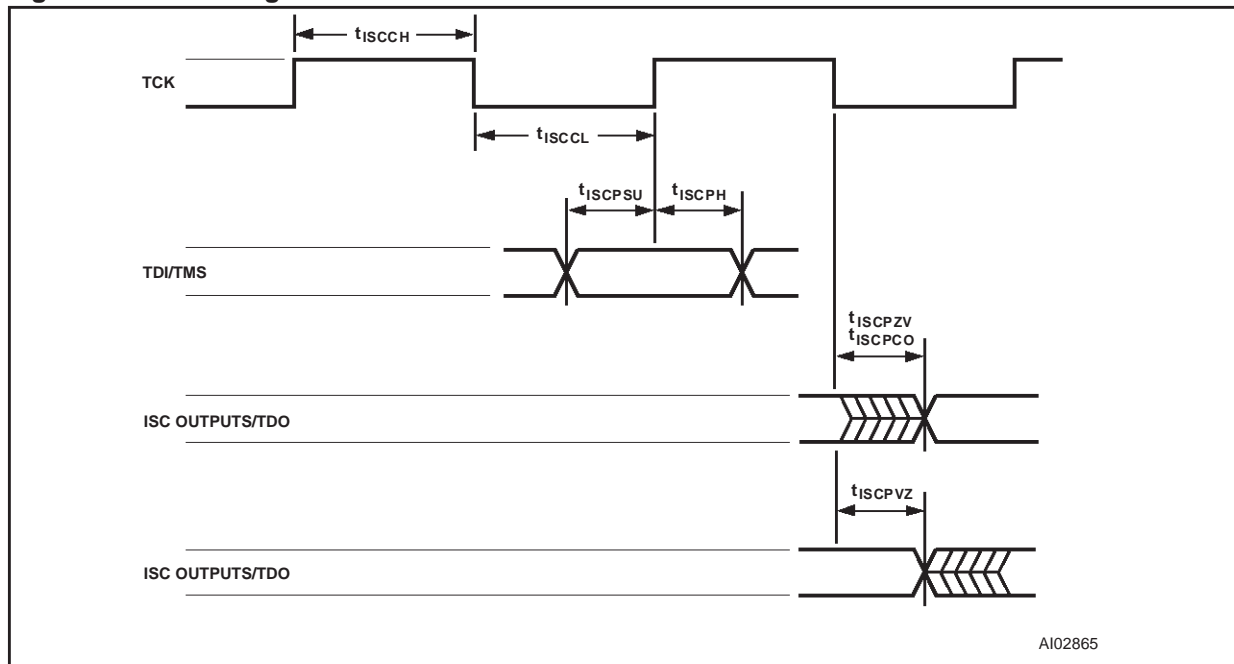 tISCCH
TCK
tISCCL
tISCPSU
tISCPH
TDI/TMS
tISCPZV
tISCPCO
ISC OUTPUTS/TDO
tISCPVZ
ISC OUTPUTS/TDO
AI02865